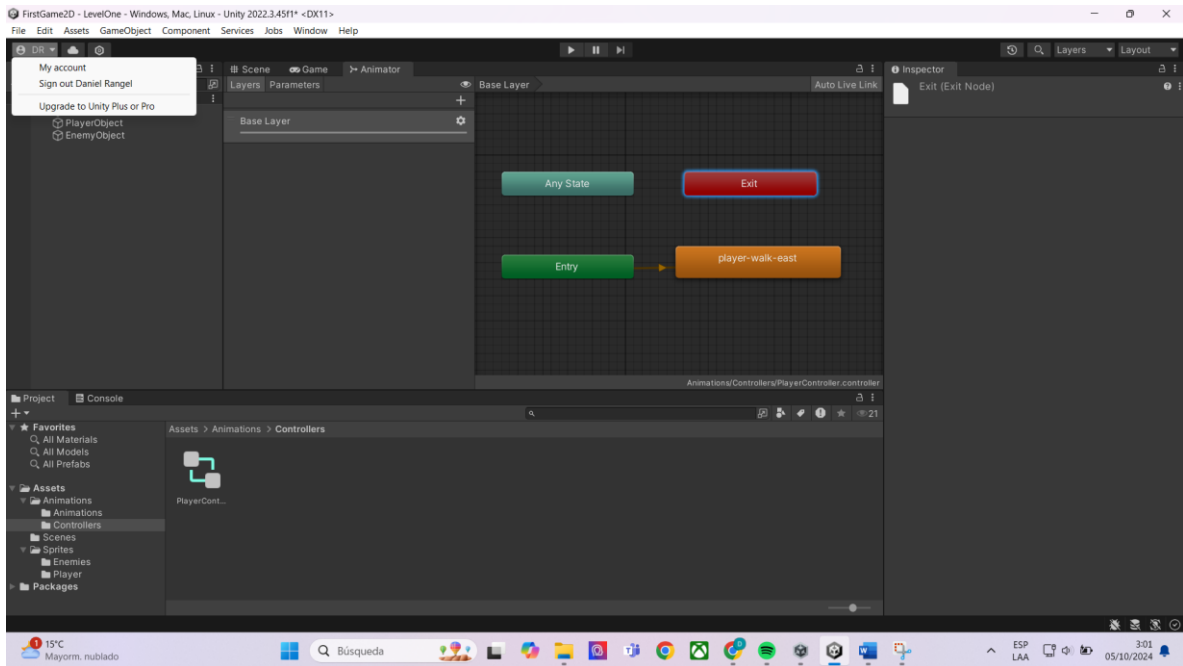 FirstGame2D - LevelOne - Windows, Mac, Linux - Unity 2022.3.45f1* <DX11>
File Edit Assets GameObject Component Services Jobs Window Help
DR
Layers
Layout
My account
Sign out Daniel Rangel
Upgrade to Unity Plus or Pro
PlayerObject
EnemyObject
Scene
Game
Animator
Layers Parameters
Base Layer
Base Layer
Auto Live Link
Any State
Exit
Entry
player-walk-east
Animations/Controllers/PlayerController.controller
Inspector
Exit (Exit Node)
Project
Console
21
Favorites
All Materials
All Models
All Prefabs
Assets
Animations
Animations
Controllers
Scenes
Sprites
Enemies
Player
Packages
Assets > Animations > Controllers
PlayerCont...
1
15°C
Mayorm. nublado
Búsqueda
ESP
LAA
3:01
05/10/2024